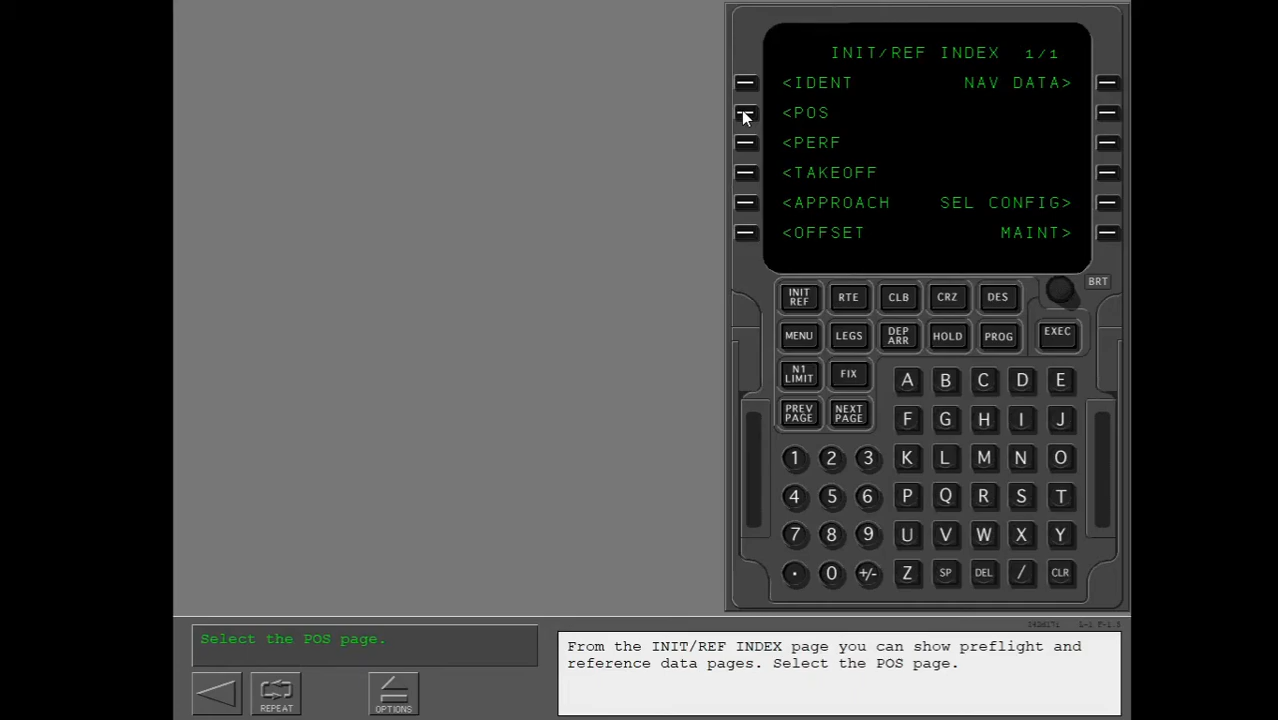 INIT/REF INDEX 1/1
<IDENT NAV DATA>
<POS
<PERF
<TAKEOFF
<APPROACH SEL CONFIG>
<OFFSET MAINT>
BRT
INIT REF RTE CLB CRZ DES
MENU LEGS DEP ARR HOLD PROG EXEC
N1 LIMIT FIX
PREV PAGE NEXT PAGE
A B C D E
F G H I J
1 2 3 K L M N O
4 5 6 P Q R S T
7 8 9 U V W X Y
. 0 +/- Z SP DEL / CLR
Select the POS page.
REPEAT
OPTIONS
From the INIT/REF INDEX page you can show preflight and
reference data pages. Select the POS page.